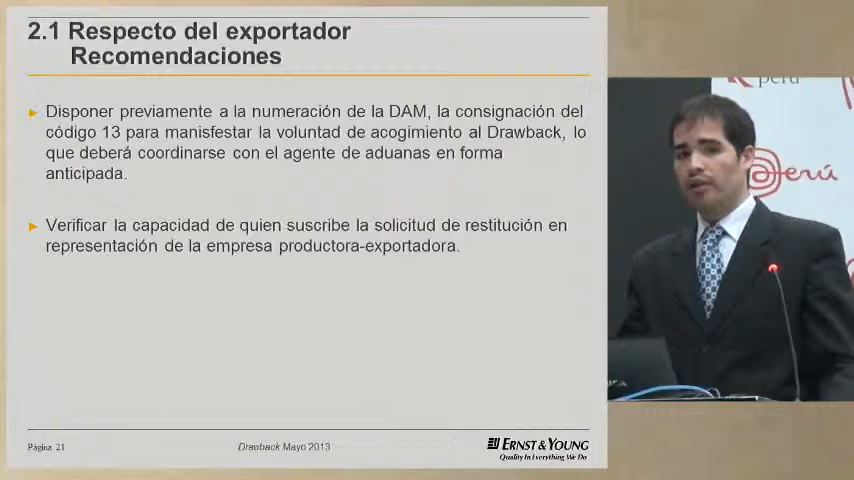 2.1 Respecto del exportador
Recomendaciones
Disponer previamente a la numeración de la DAM, la consignación del
código 13 para manisfestar la voluntad de acogimiento al Drawback, lo
que deberá coordinarse con el agente de aduanas en forma
anticipada.
Verificar la capacidad de quien suscribe la solicitud de restitución en
representación de la empresa productora-exportadora.
Página 21
Drawback Mayo 2013
ERNST & YOUNG
Quality In Everything We Do
perú
Perú